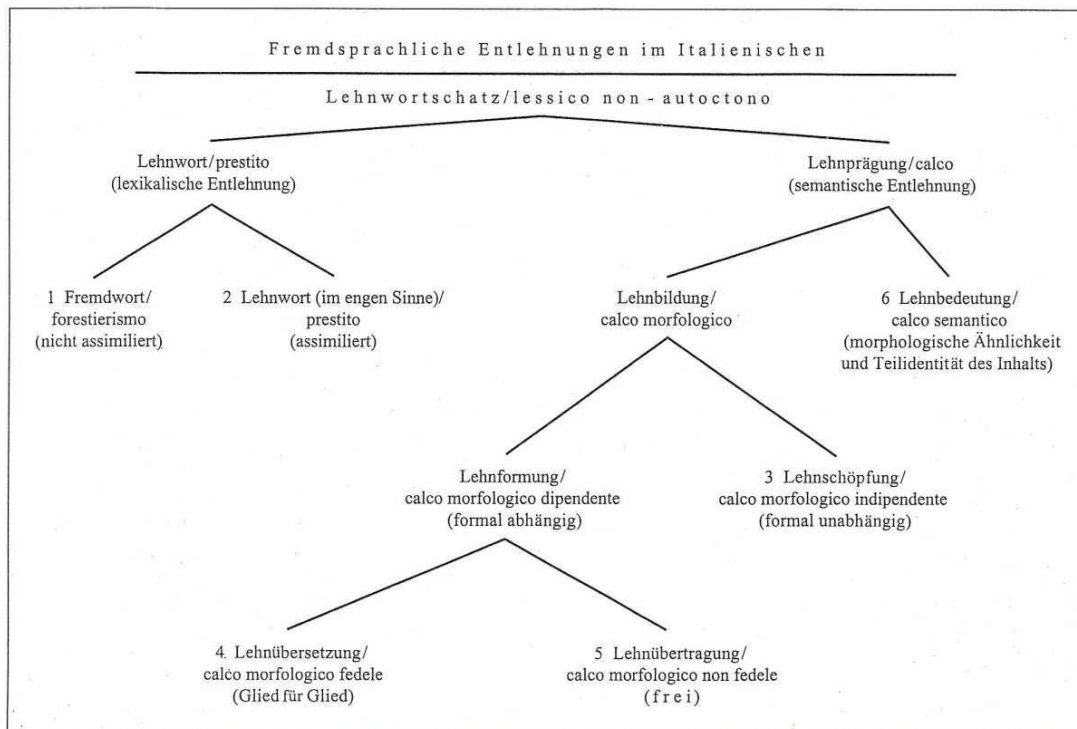 Fremdsprachliche Entlehnungen im Italienischen
Lehnwortschatz/lessico non - autoctono
Lehnwort/prestito
(lexikalische Entlehnung)
Lehnprägung/calco
(semantische Entlehnung)
1 Fremdwort/
forestierismo
(nicht assimiliert)
2 Lehnwort (im engen Sinne)/
prestito
(assimiliert)
Lehnbildung/
calco morfologico
6 Lehnbedeutung/
calco semantico
(morphologische Ähnlichkeit
und Teilidentität des Inhalts)
Lehnformung/
calco morfologico dipendente
(formal abhängig)
3 Lehnschöpfung/
calco morfologico indipendente
(formal unabhängig)
4. Lehnübersetzung/
calco morfologico fedele
(Glied für Glied)
5 Lehnübertragung/
calco morfologico non fedele
(frei)